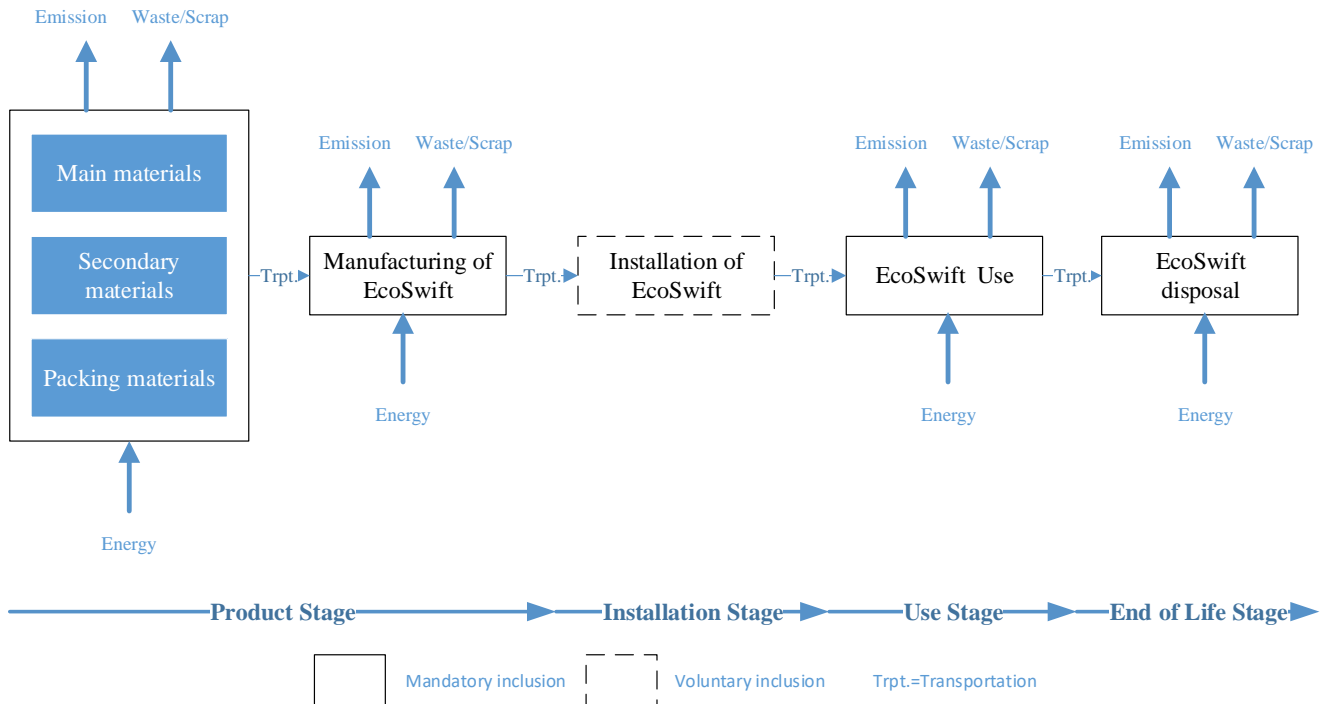 Emission
Waste/Scrap
Main materials
Secondary
materials
Packing materials
Energy
Trpt.
Emission
Waste/Scrap
Manufacturing of
EcoSwift
Energy
Trpt.
Installation of
EcoSwift
Trpt.
Emission
Waste/Scrap
EcoSwift Use
Energy
Trpt.
Emission
Waste/Scrap
EcoSwift
disposal
Energy
Product Stage
Installation Stage
Use Stage
End of Life Stage
Mandatory inclusion
Voluntary inclusion
Trpt.=Transportation